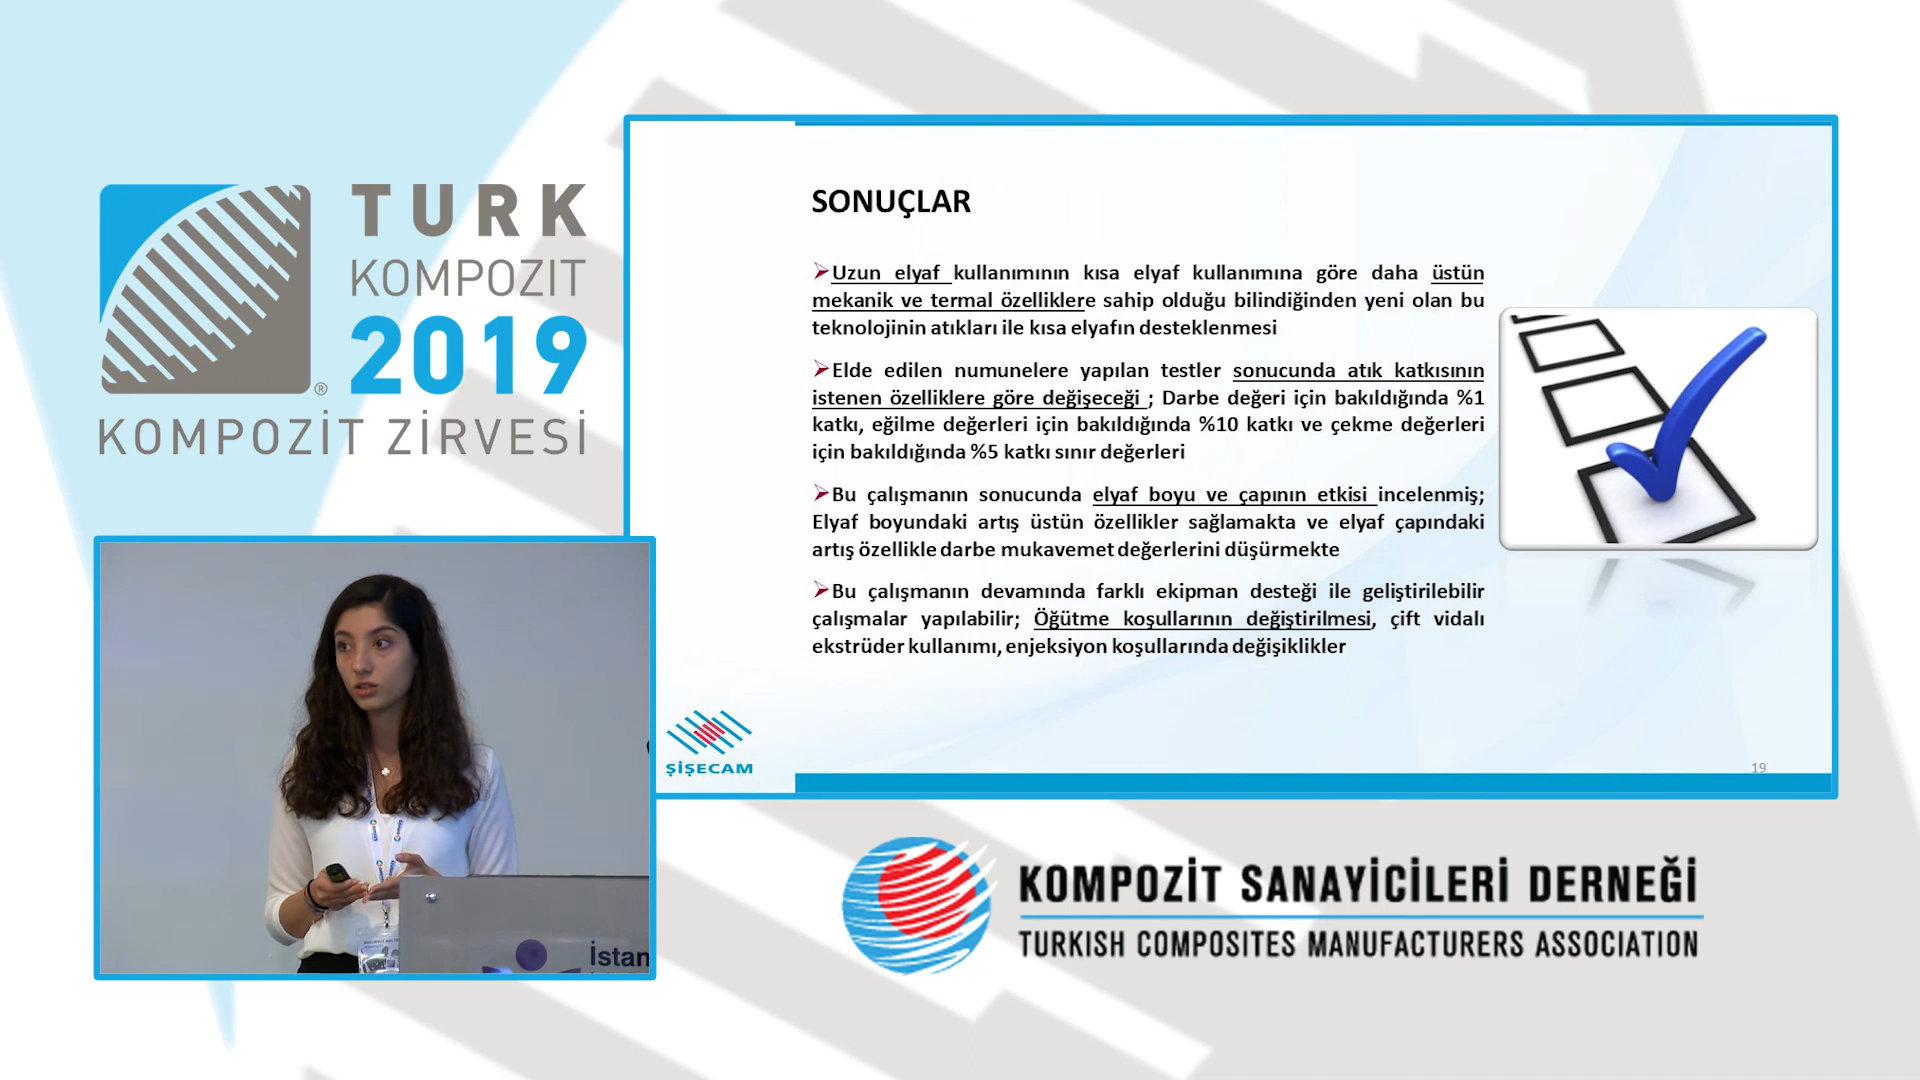 TURK
KOMPOZIT
2019
®
KOMPOZİT ZİRVESİ
SONUÇLAR
➢Uzun elyaf kullanımının kısa elyaf kullanımına göre daha üstün
mekanik ve termal özelliklere sahip olduğu bilindiğinden yeni olan bu
teknolojinin atıkları ile kısa elyafın desteklenmesi
➢Elde edilen numunelere yapılan testler sonucunda atık katkısının
istenen özelliklere göre değişeceği ; Darbe değeri için bakıldığında %1
katkı, eğilme değerleri için bakıldığında %10 katkı ve çekme değerleri
için bakıldığında %5 katkı sınır değerleri
➢Bu çalışmanın sonucunda elyaf boyu ve çapının etkisi incelenmiş;
Elyaf boyundaki artış üstün özellikler sağlamakta ve elyaf çapındaki
artış özellikle darbe mukavemet değerlerini düşürmekte
➢Bu çalışmanın devamında farklı ekipman desteği ile geliştirilebilir
çalışmalar yapılabilir; Öğütme koşullarının değiştirilmesi, çift vidalı
ekstrüder kullanımı, enjeksiyon koşullarında değişiklikler
ŞİŞECAM
19
İstan
KOMPOZİT SANAYİCİLERİ DERNEĞİ
TURKISH COMPOSITES MANUFACTURERS ASSOCIATION